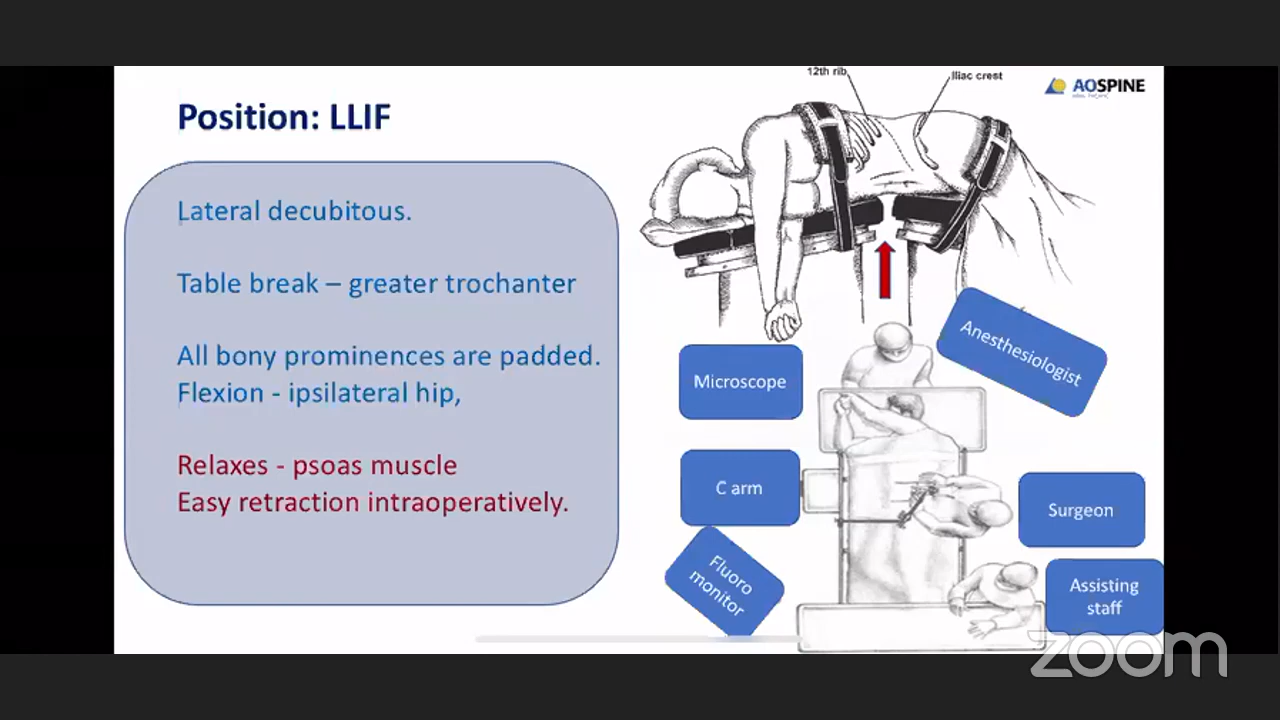 12th rib
Iliac crest
AOSPINE
Position: LLIF
Lateral decubitous.
Table break – greater trochanter
All bony prominences are padded.
Flexion - ipsilateral hip,
Relaxes - psoas muscle
Easy retraction intraoperatively.
Anesthesiologist
Microscope
C arm
Surgeon
Fluoro
monitor
Assisting
staff
zoom